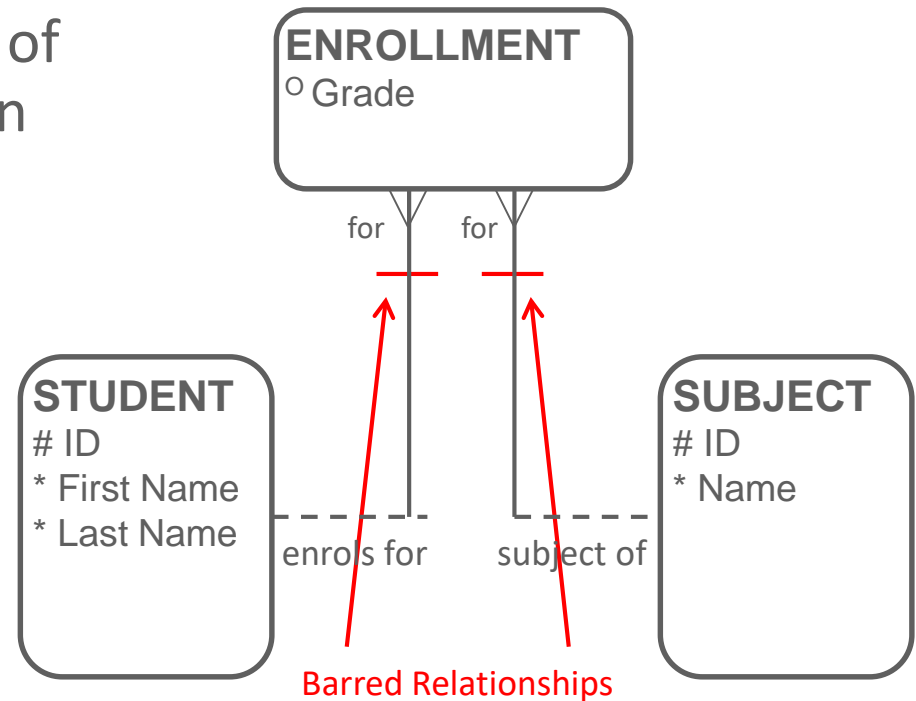 of
n
ENROLLMENT
O Grade
for
for
STUDENT
# ID
* First Name
* Last Name
SUBJECT
# ID
* Name
enrols for
subject of
Barred Relationships